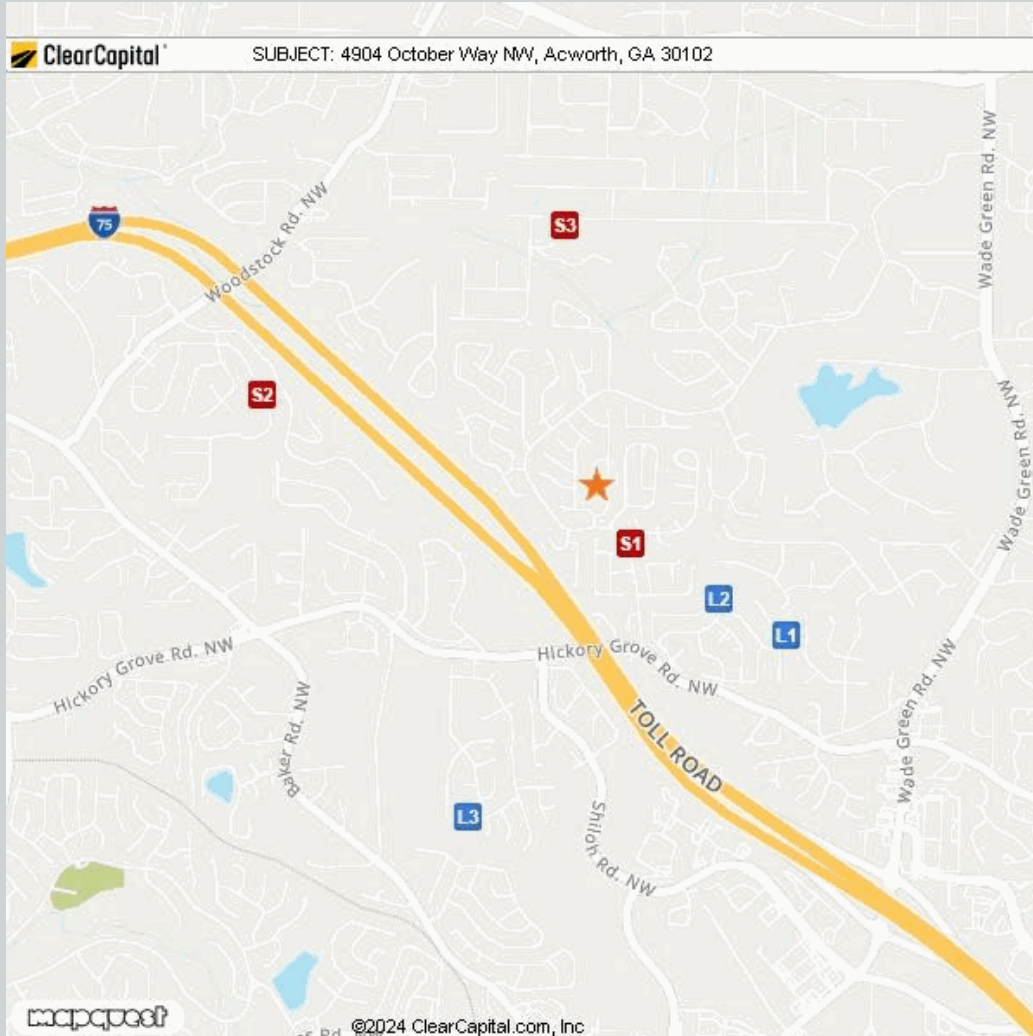 ClearCapital
SUBJECT: 4904 October Way NW, Acworth, GA 30102
Wade Green Rd. NW
75
Woodstock Rd. NW
S3
S2
Wade Green Rd. NW
S1
L2
L1
Hickory Grove Rd. NW
Hickory Grove Rd. NW
Baker Rd. NW
TOLL ROAD
Wade Green Rd. NW
L3
Shiloh Rd. NW
mapquest
©2024 ClearCapital.com, Inc